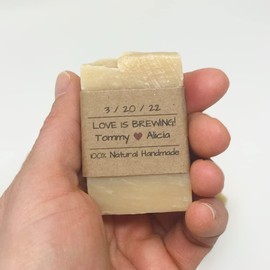 3 / 20 / 22
LOVE IS BREWING!
Tommy ♥ Alicia
100% Natural Handmade